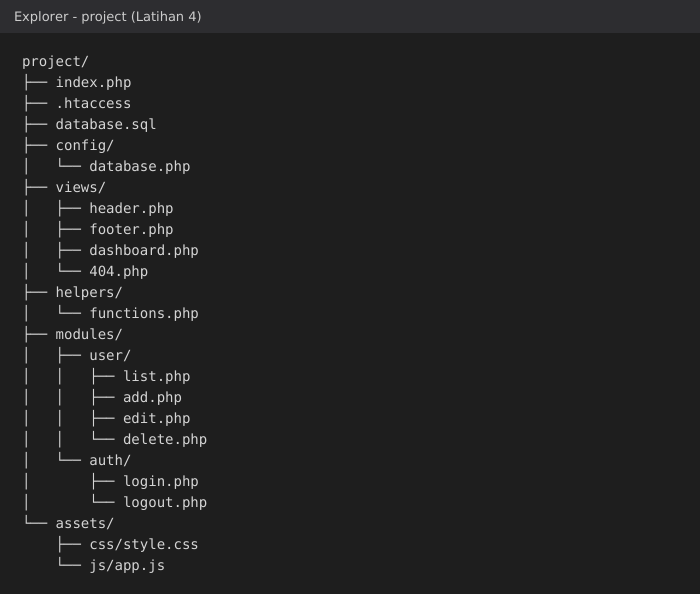 Explorer - project (Latihan 4)
project/
├── index.php
├── .htaccess
├── database.sql
├── config/
│   └── database.php
├── views/
│   ├── header.php
│   ├── footer.php
│   ├── dashboard.php
│   └── 404.php
├── helpers/
│   └── functions.php
├── modules/
│   ├── user/
│   │   ├── list.php
│   │   ├── add.php
│   │   ├── edit.php
│   │   └── delete.php
│   └── auth/
│       ├── login.php
│       └── logout.php
└── assets/
    ├── css/style.css
    └── js/app.js